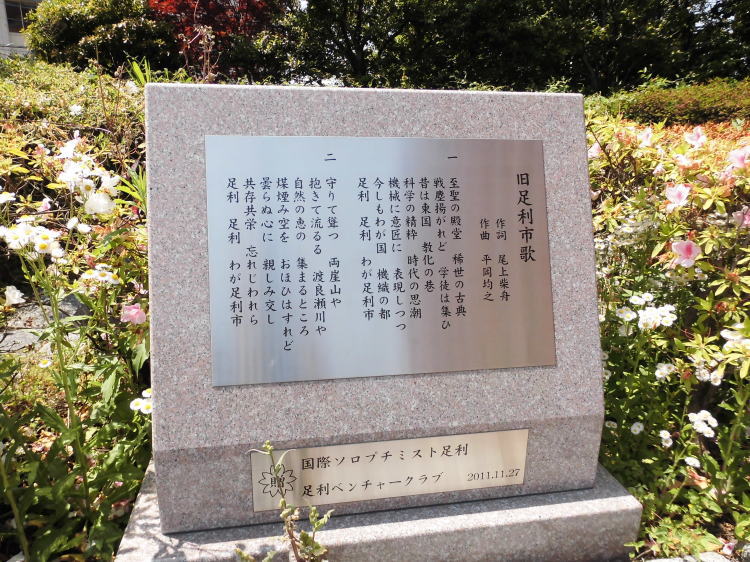 旧足利市歌
作詞 尾上柴舟
作曲 平岡均之
一
至聖の殿堂 稀世の古典
戦塵揚がれど 学徒は集ひ
昔は東国 教化の巷
科学の精粋 時代の思潮
機械に意匠に 表現しつつ
今しもわが国 機織の都
足利 足利 わが足利市
二
守りて聳つ 両崖山や
抱きて流るる 渡良瀬川や
自然の恵の 集まるところ
煤煙み空を おほひはすれど
曇らぬ心に 親しみ交し
共存共栄 忘れじわれら
足利 足利 わが足利市
贈
国際ソロプチミスト足利
足利ベンチャークラブ 2011.11.27